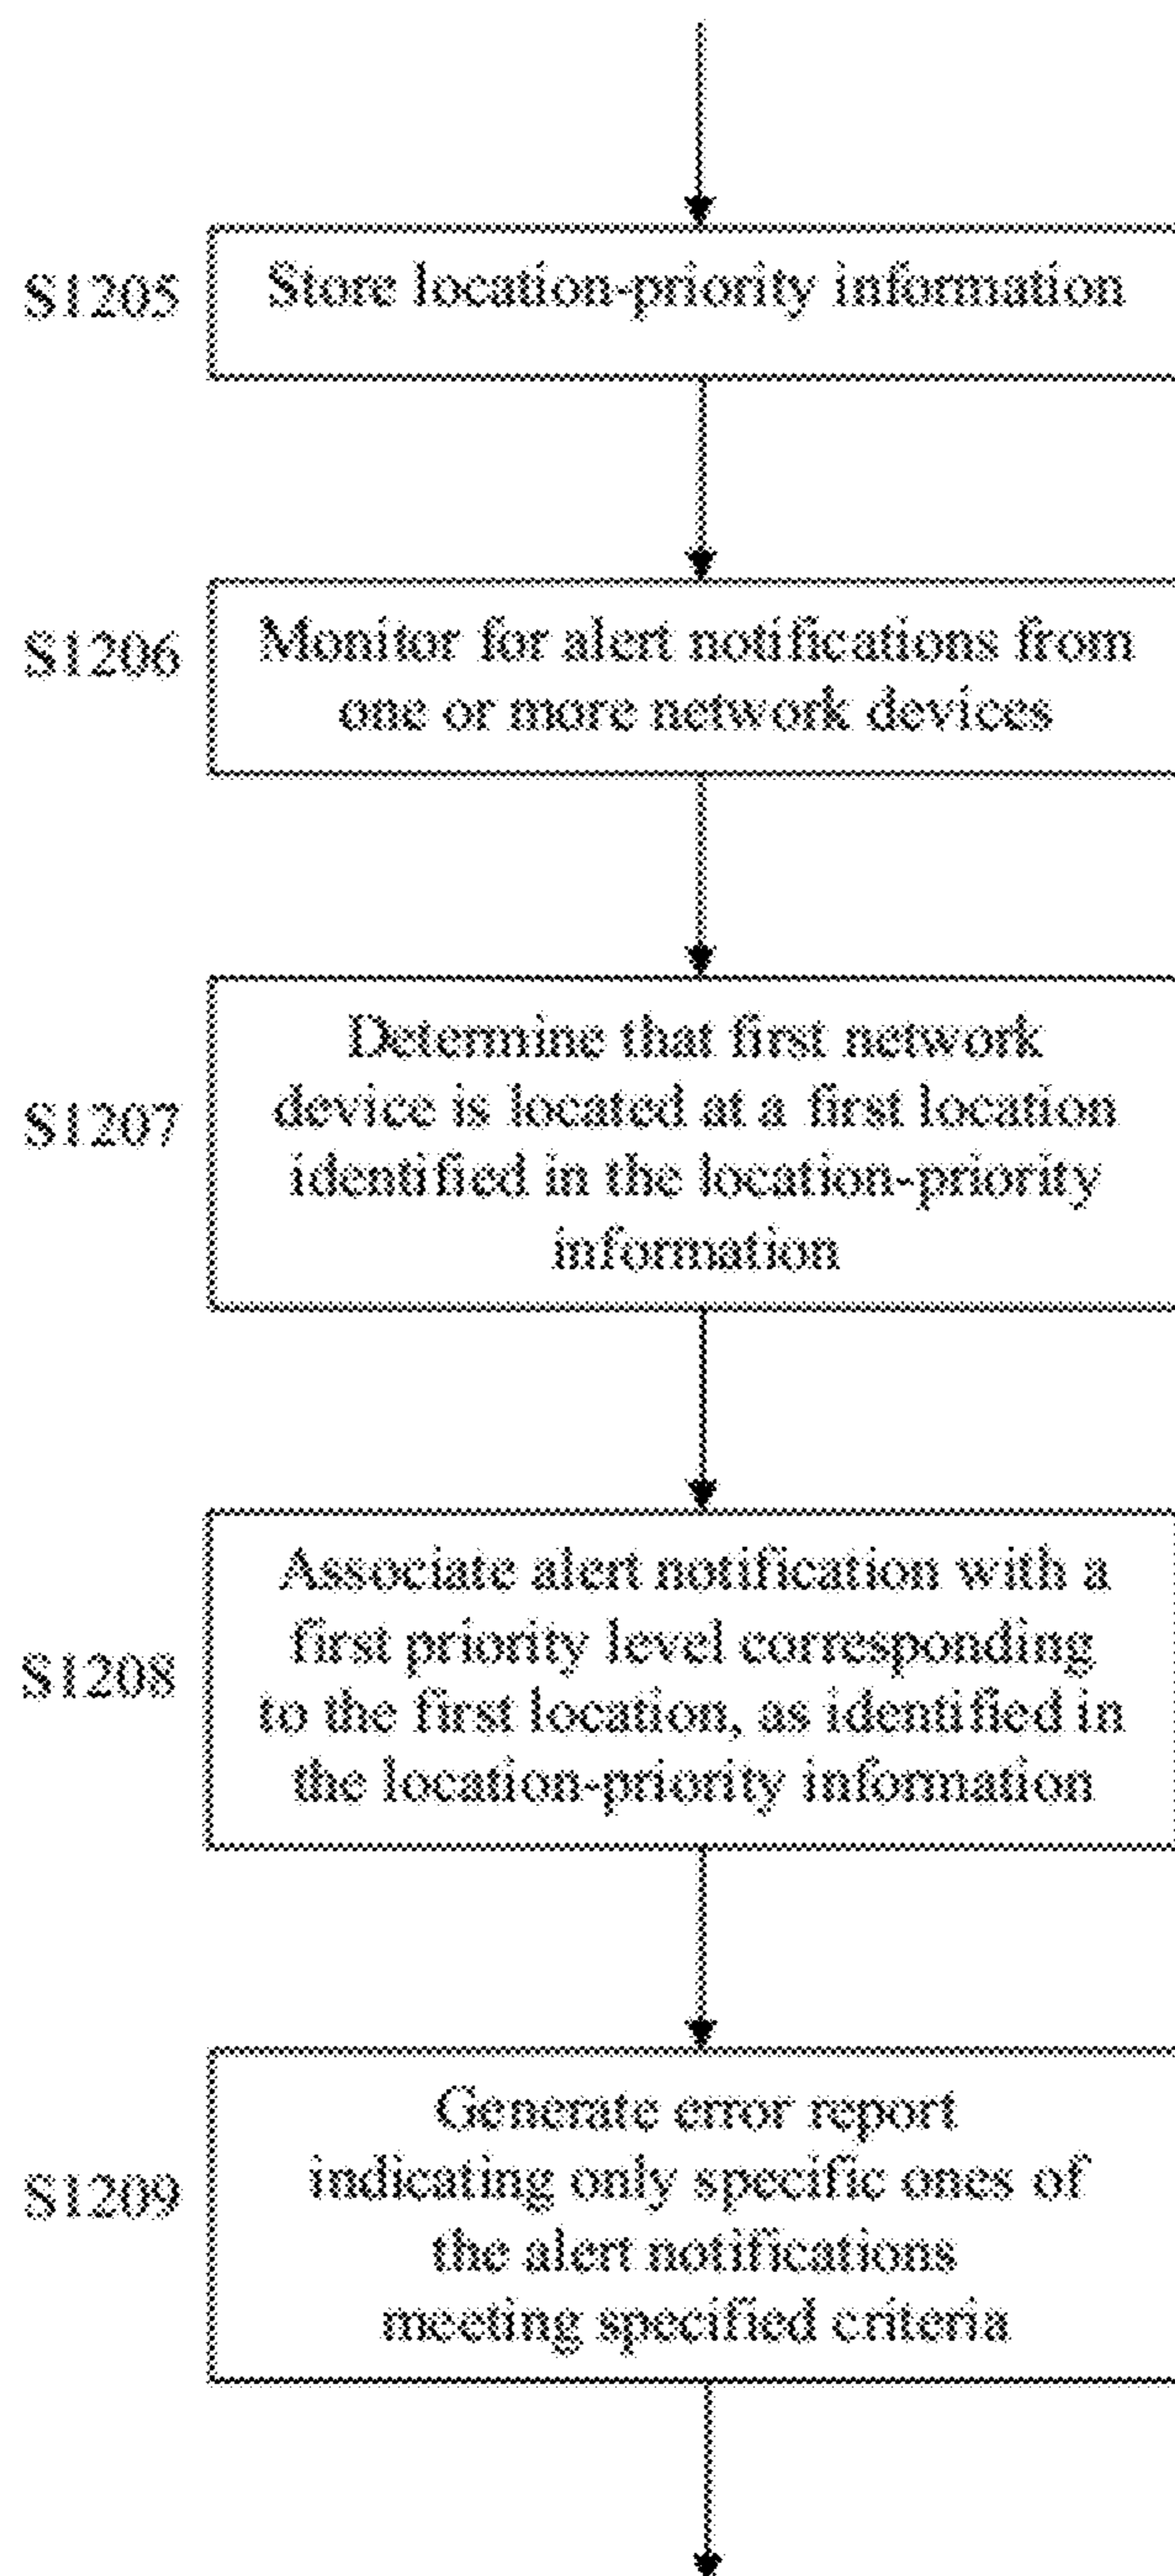 S1205
Store location-priority information
S1206
Monitor for alert notifications from
one or more network devices
S1207
Determine that first network
device is located at a first location
identified in the location-priority
information
S1208
Associate alert notification with a
first priority level corresponding
to the first location, as identified in
the location-priority information
S1209
Generate error report
indicating only specific ones of
the alert notifications
meeting specified criteria